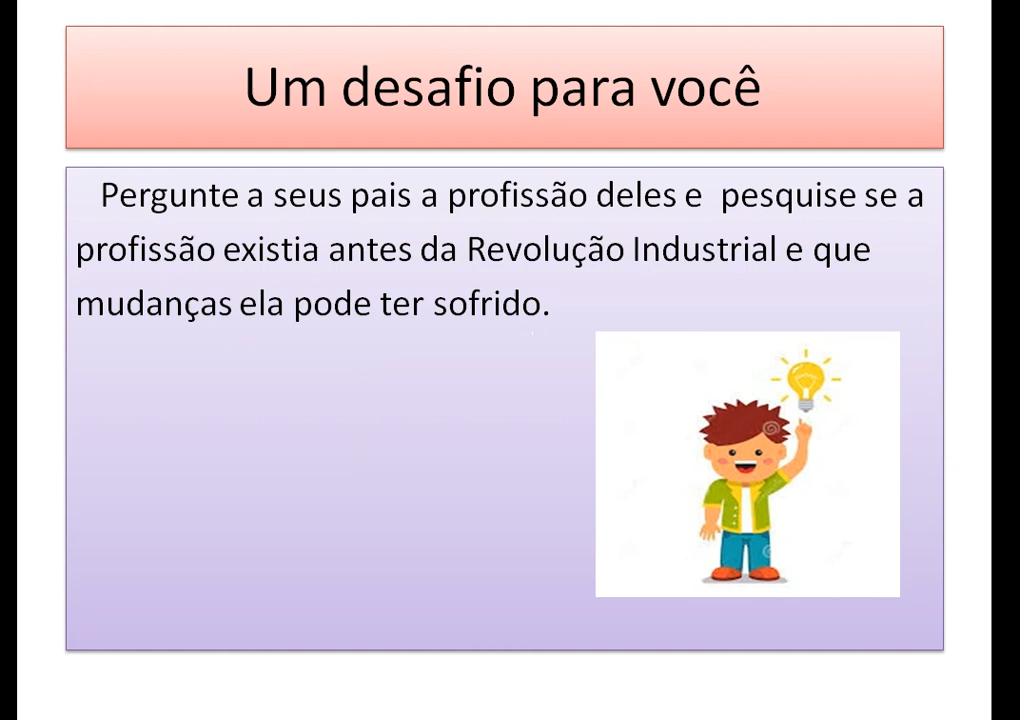 Um desafio para você
Pergunte a seus pais a profissão deles e pesquise se a
profissão existia antes da Revolução Industrial e que
mudanças ela pode ter sofrido.